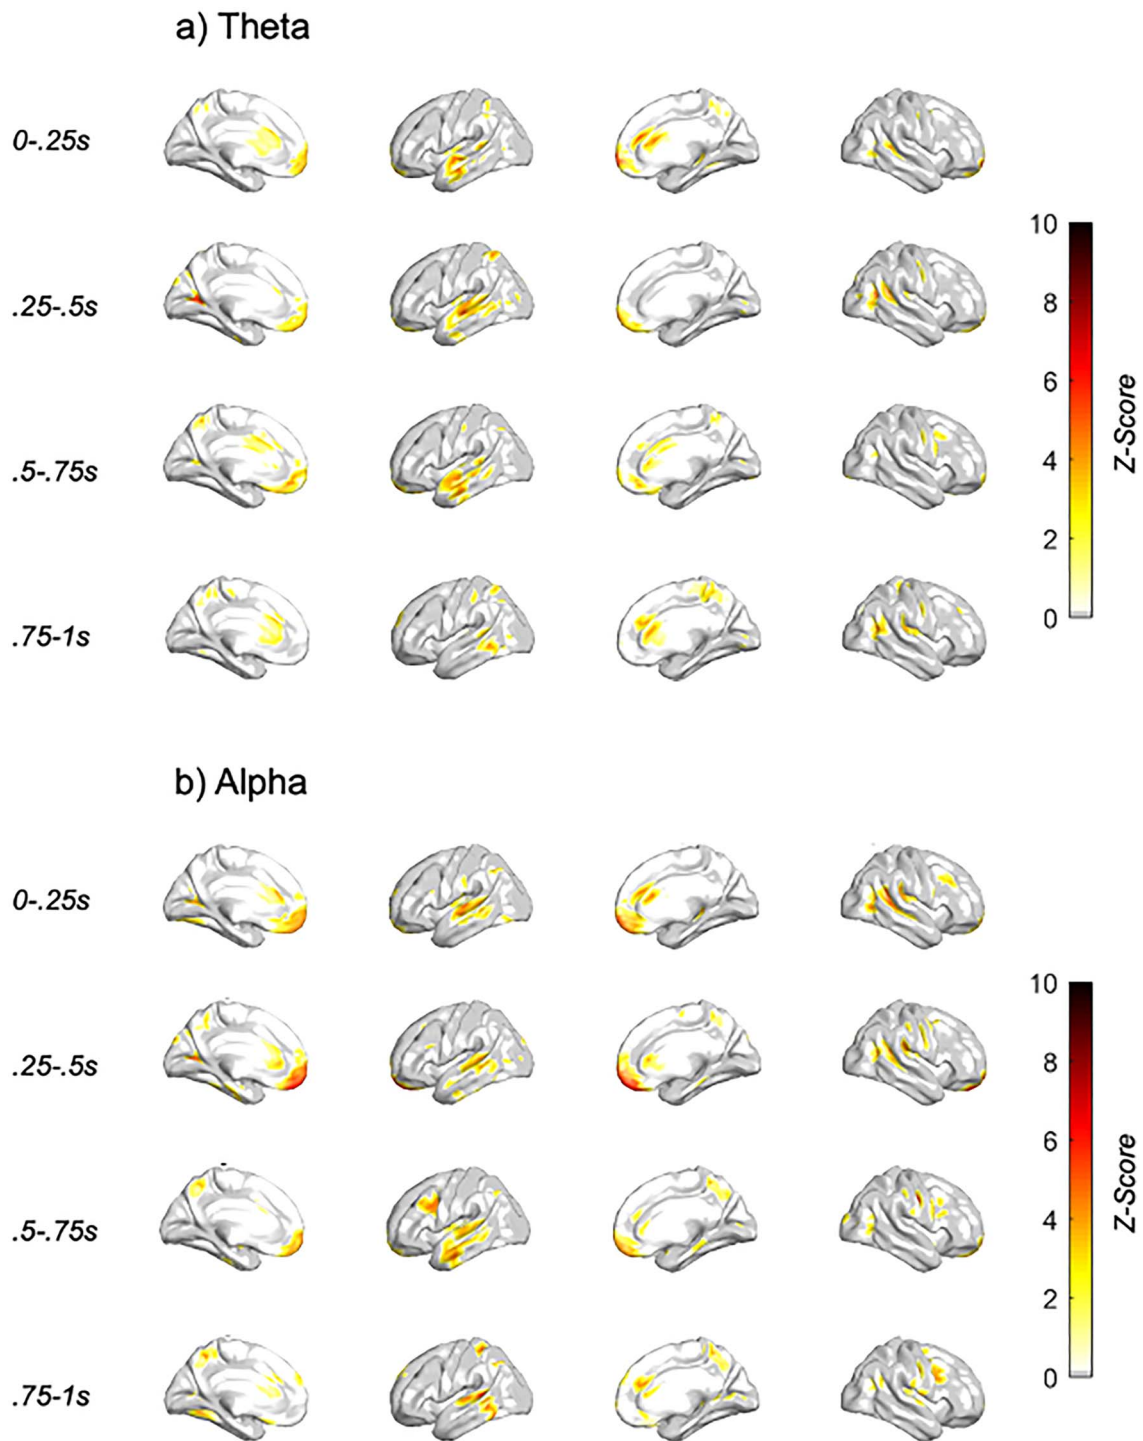 a) Theta
0-.25s
.25-.5s
.5-.75s
.75-1s
10
8
6
4
2
0
Z-Score
b) Alpha
0-.25s
.25-.5s
.5-.75s
.75-1s
10
8
6
4
2
0
Z-Score